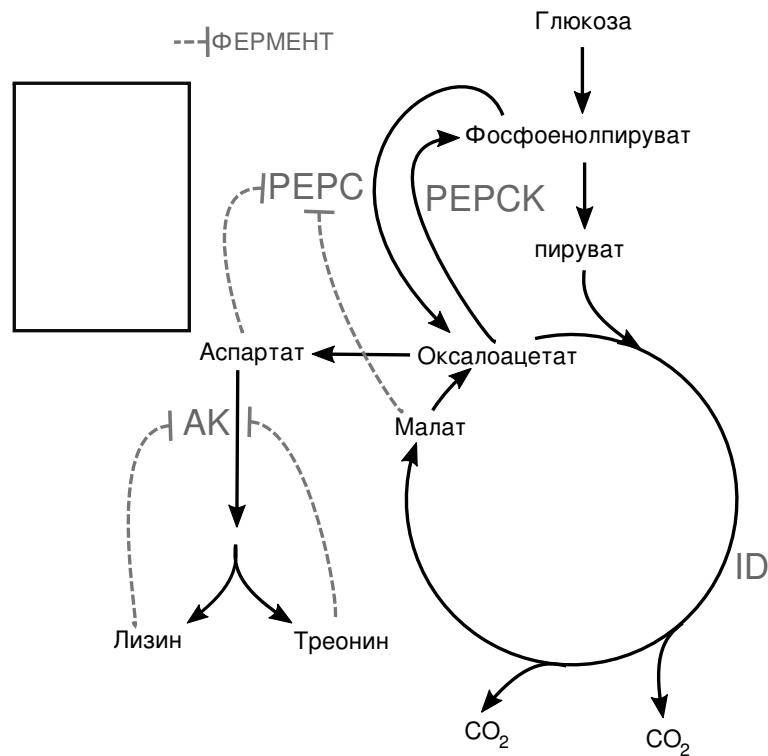 Глюкоза
ФЕРМЕНТ
Фосфоенолпируват
PEPC
PEPCK
пируват
Аспартат
Оксалоацетат
АК
Малат
ID
Лизин
Треонин
CO₂
CO₂